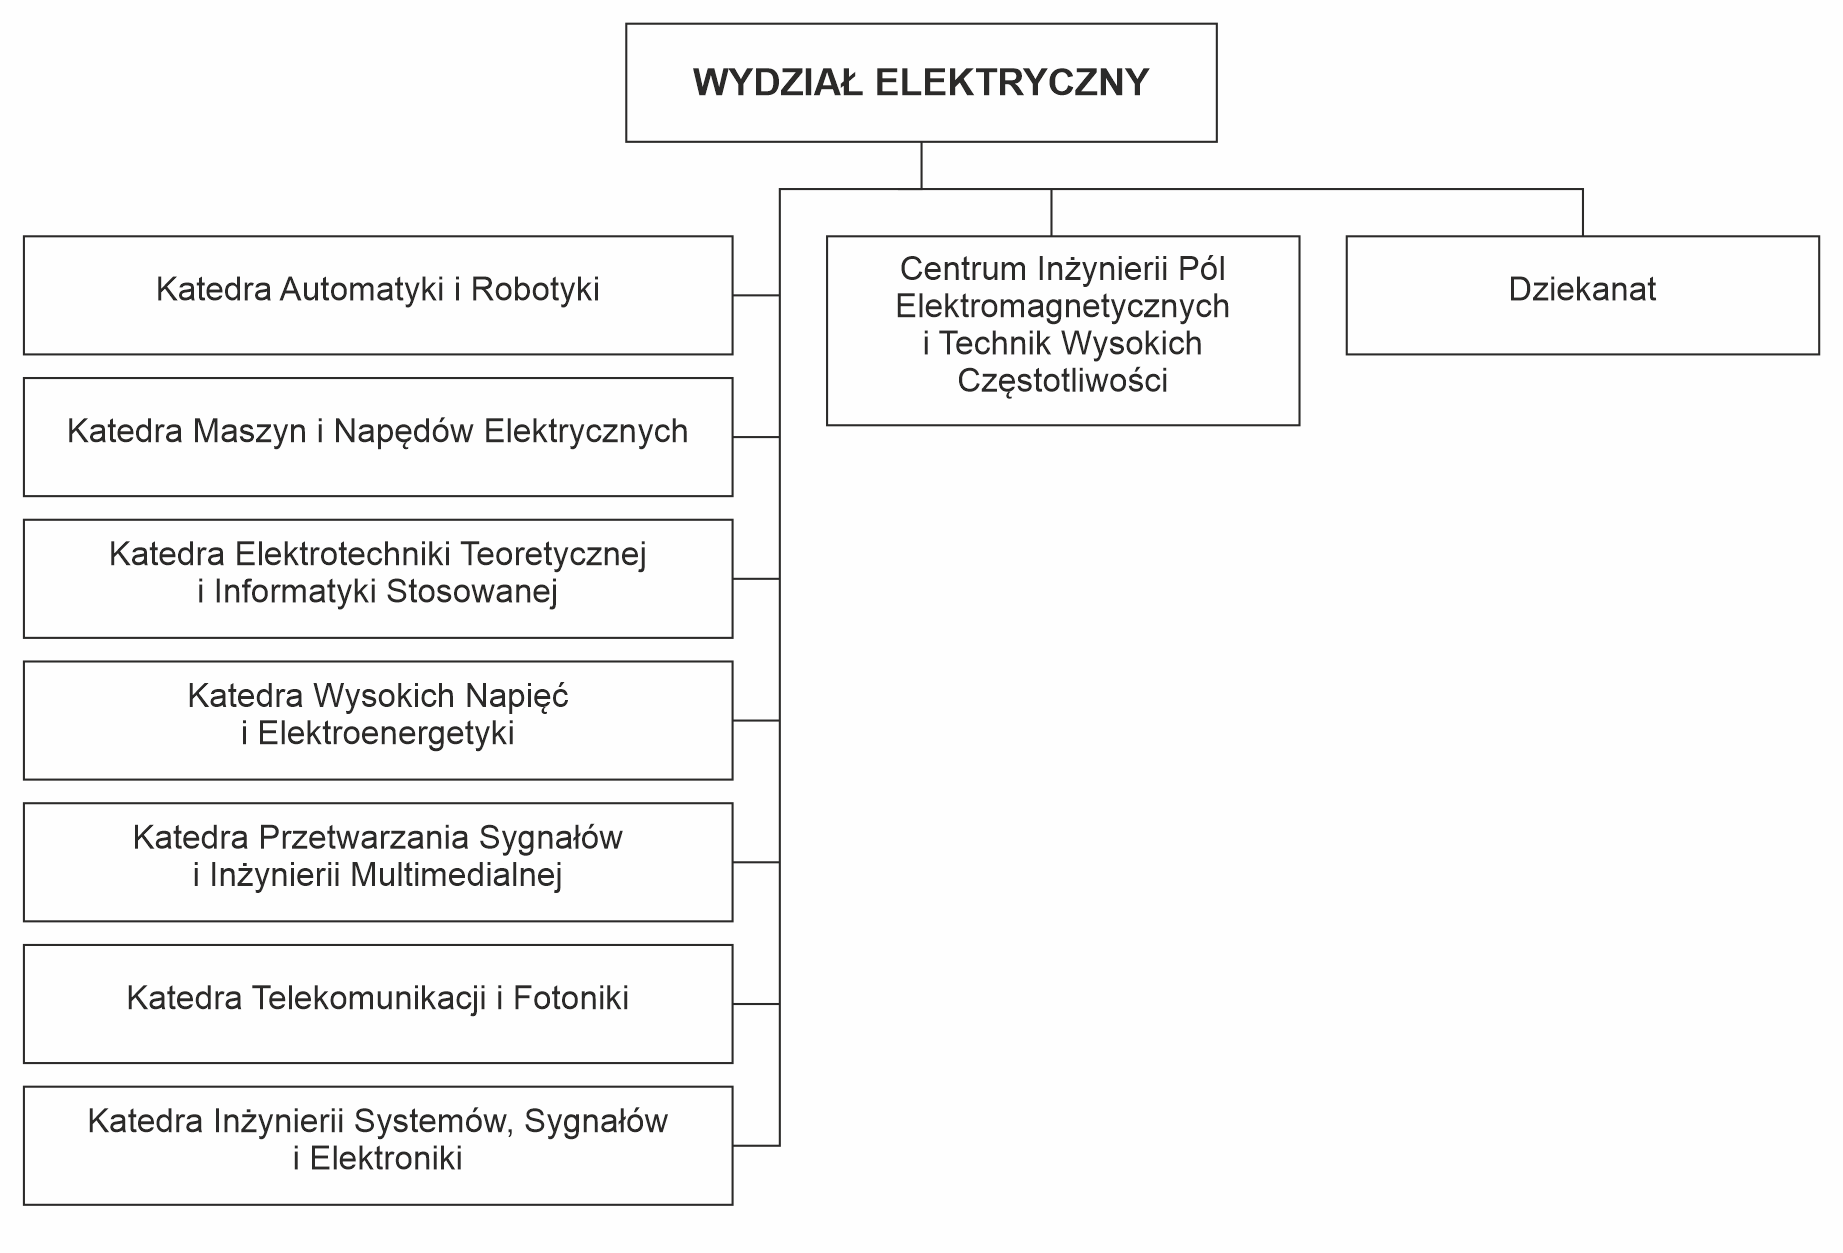 WYDZIAŁ ELEKTRYCZNY
Katedra Automatyki i Robotyki
Katedra Maszyn i Napędów Elektrycznych
Katedra Elektrotechniki Teoretycznej
i Informatyki Stosowanej
Katedra Wysokich Napięć
i Elektroenergetyki
Katedra Przetwarzania Sygnałów
i Inżynierii Multimedialnej
Katedra Telekomunikacji i Fotoniki
Katedra Inżynierii Systemów, Sygnałów
i Elektroniki
Centrum Inżynierii Pól
Elektromagnetycznych
i Technik Wysokich
Częstotliwości
Dziekanat